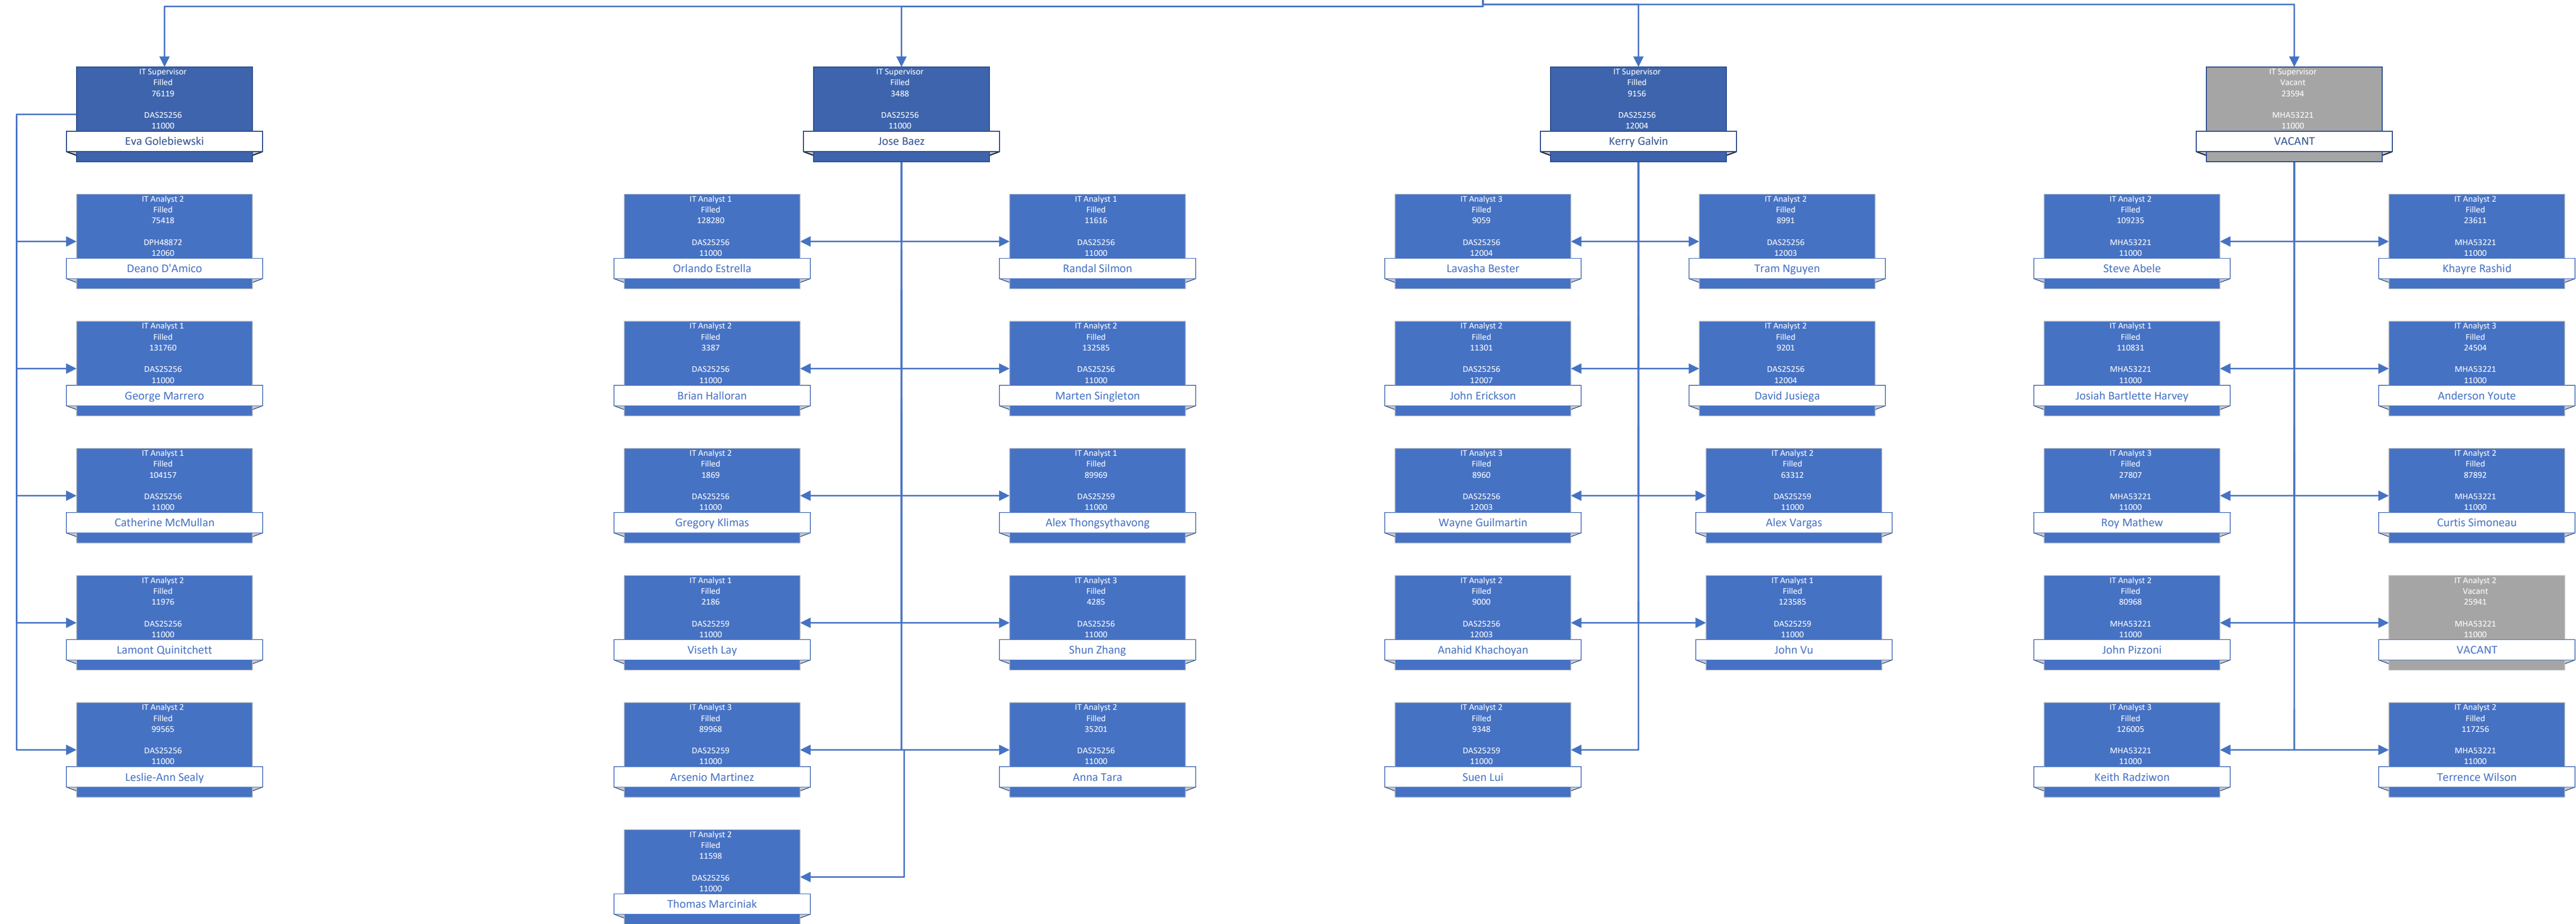 IT Supervisor
Filled
76119
DAS25256
11000
Eva Golebiewski
IT Supervisor
Filled
3488
DAS25256
11000
Jose Baez
IT Supervisor
Filled
9156
DAS25256
12004
Kerry Galvin
IT Supervisor
Vacant
23594
MHA53221
11000
VACANT
IT Analyst 2
Filled
75418
DPH48872
12060
Deano D'Amico
IT Analyst 1
Filled
128280
DAS25256
11000
Orlando Estrella
IT Analyst 1
Filled
11616
DAS25256
11000
Randal Silmon
IT Analyst 3
Filled
9059
DAS25256
12004
Lavasha Bester
IT Analyst 2
Filled
8991
DAS25256
12003
Tram Nguyen
IT Analyst 2
Filled
109235
MHA53221
11000
Steve Abele
IT Analyst 2
Filled
23611
MHA53221
11000
Khayre Rashid
IT Analyst 1
Filled
131760
DAS25256
11000
George Marrero
IT Analyst 2
Filled
3387
DAS25256
11000
Brian Halloran
IT Analyst 2
Filled
132585
DAS25256
11000
Marten Singleton
IT Analyst 2
Filled
11301
DAS25256
12007
John Erickson
IT Analyst 2
Filled
9201
DAS25256
12004
David Jusiega
IT Analyst 1
Filled
110831
MHA53221
11000
Josiah Bartlette Harvey
IT Analyst 3
Filled
24504
MHA53221
11000
Anderson Youte
IT Analyst 1
Filled
104157
DAS25256
11000
Catherine McMullan
IT Analyst 2
Filled
1869
DAS25256
11000
Gregory Klimas
IT Analyst 1
Filled
89969
DAS25259
11000
Alex Thongsythavong
IT Analyst 3
Filled
8960
DAS25256
12003
Wayne Guilmartin
IT Analyst 2
Filled
63312
DAS25259
11000
Alex Vargas
IT Analyst 3
Filled
27807
MHA53221
11000
Roy Mathew
IT Analyst 2
Filled
87892
MHA53221
11000
Curtis Simoneau
IT Analyst 2
Filled
11976
DAS25256
11000
Lamont Quinitchett
IT Analyst 1
Filled
2186
DAS25259
11000
Viseth Lay
IT Analyst 3
Filled
4285
DAS25256
11000
Shun Zhang
IT Analyst 2
Filled
9000
DAS25256
12003
Anahid Khachoyan
IT Analyst 1
Filled
123585
DAS25259
11000
John Vu
IT Analyst 2
Filled
80968
MHA53221
11000
John Pizzoni
IT Analyst 2
Vacant
25941
MHA53221
11000
VACANT
IT Analyst 2
Filled
99565
DAS25256
11000
Leslie-Ann Sealy
IT Analyst 3
Filled
89968
DAS25259
11000
Arsenio Martinez
IT Analyst 2
Filled
35201
DAS25256
11000
Anna Tara
IT Analyst 2
Filled
9348
DAS25259
11000
Suen Lui
IT Analyst 3
Filled
126005
MHA53221
11000
Keith Radziwon
IT Analyst 2
Filled
117256
MHA53221
11000
Terrence Wilson
IT Analyst 2
Filled
11598
DAS25256
11000
Thomas Marciniak